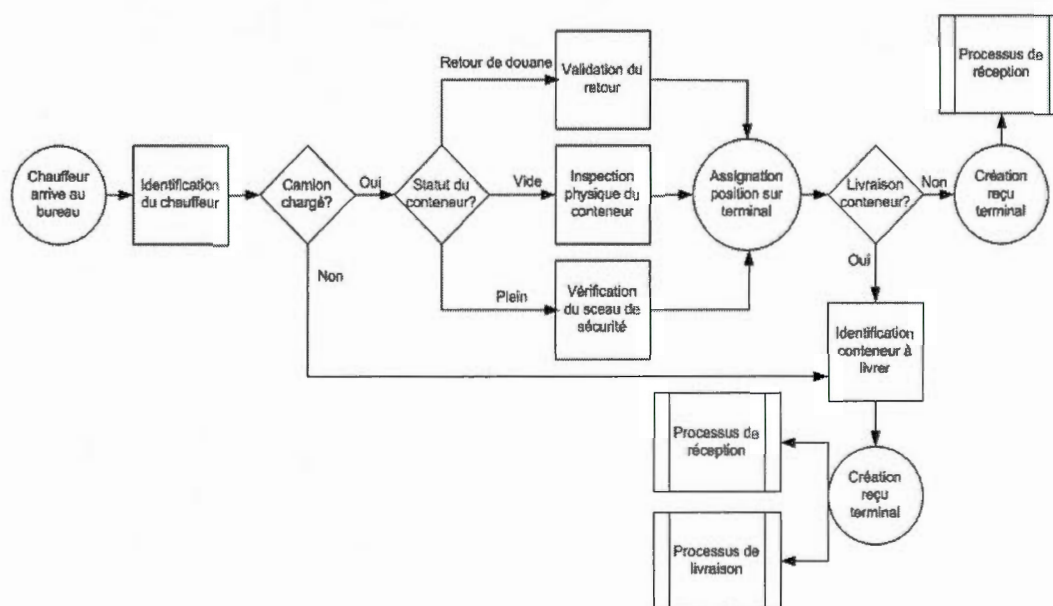 Retour de douane
Validation du
retour
Processus de
réception
Chauffeur
arrive au
bureau
Identification
du chauffeur
Camion
chargé?
Oui
Statut du
conteneur?
Vide
Inspection
physique du
conteneur
Assignation
position sur
terminal
Livraison
conteneur?
Non
Création
reçu
terminal
Non
Plein
Vérification
du sceau de
sécurité
Oui
Identification
conteneur à
livrer
Processus de
réception
Création
reçu
terminal
Processus de
livraison